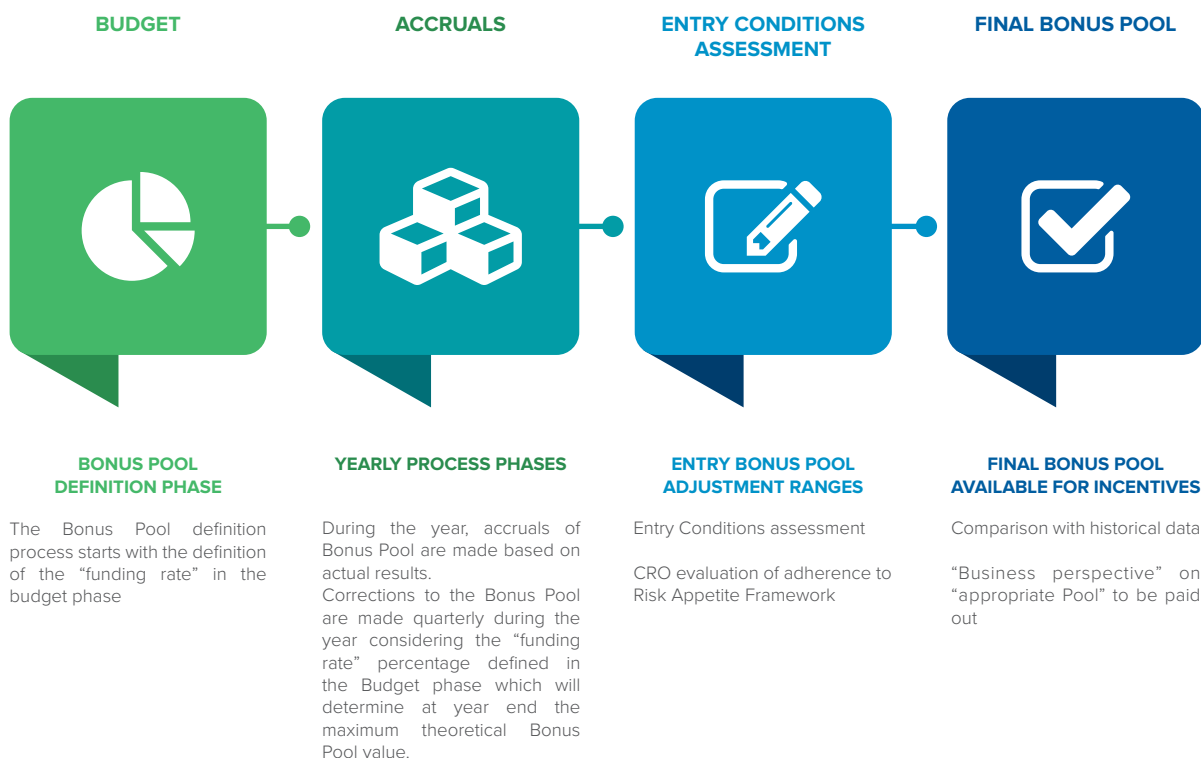 BUDGET
ACCRUALS
ENTRY CONDITIONS
ASSESSMENT
FINAL BONUS POOL
BONUS POOL
DEFINITION PHASE
The Bonus Pool definition
process starts with the definition
of the “funding rate” in the
budget phase
YEARLY PROCESS PHASES
During the year, accruals of
Bonus Pool are made based on
actual results.
Corrections to the Bonus Pool
are made quarterly during the
year considering the “funding
rate” percentage defined in
the Budget phase which will
determine at year end the
maximum theoretical Bonus
Pool value.
ENTRY BONUS POOL
ADJUSTMENT RANGES
Entry Conditions assessment
CRO evaluation of adherence to
Risk Appetite Framework
FINAL BONUS POOL
AVAILABLE FOR INCENTIVES
Comparison with historical data
“Business perspective” on
“appropriate Pool” to be paid
out